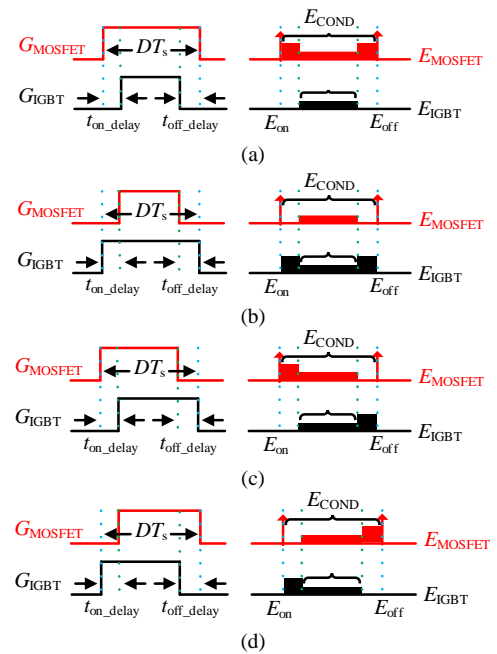 G_MOSFET DT_s E_COND E_MOSFET
G_IGBT E_IGBT
t_on_delay t_off_delay E_on E_off
(a)
E_COND
G_MOSFET DT_s E_MOSFET
G_IGBT E_IGBT
t_on_delay t_off_delay E_on E_off
(b)
E_COND
G_MOSFET DT_s E_MOSFET
G_IGBT E_IGBT
t_on_delay t_off_delay E_on E_off
(c)
E_COND
G_MOSFET DT_s E_MOSFET
G_IGBT E_IGBT
t_on_delay t_off_delay E_on E_off
(d)